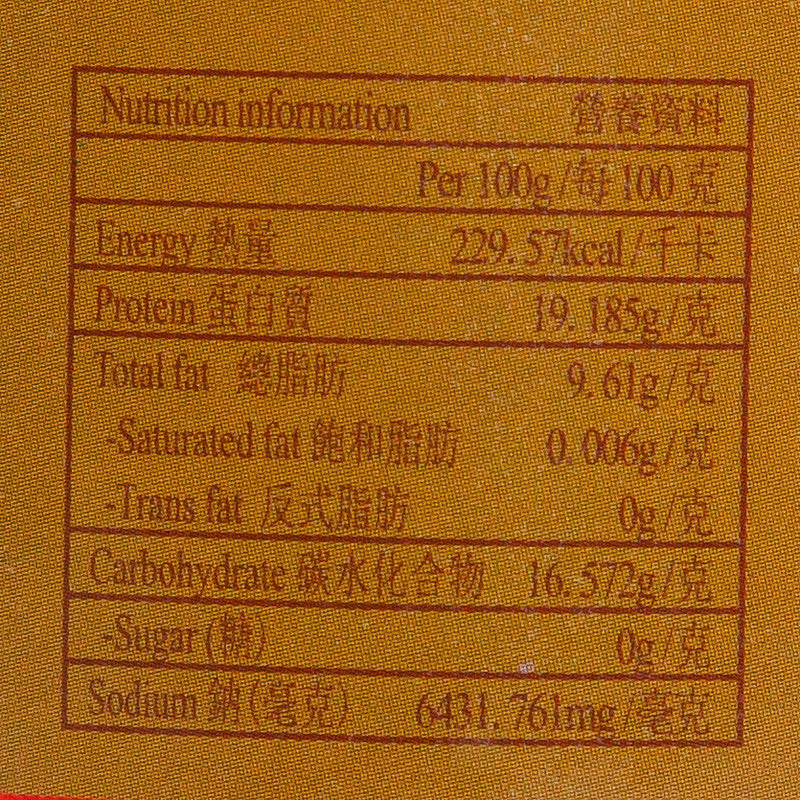 Nutrition information 營養資料
Per 100g/每 100 克
Energy 熱量 229.57kcal/千卡
Protein 蛋白質 19.185g/克
Total fat 總脂肪 9.61g/克
-Saturated fat 飽和脂肪 0.006g/克
-Trans fat 反式脂肪 0g/克
Carbohydrate 碳水化合物 16.572g/克
-Sugar(糖) 0g/克
Sodium 鈉(毫克) 6431.761mg/毫克